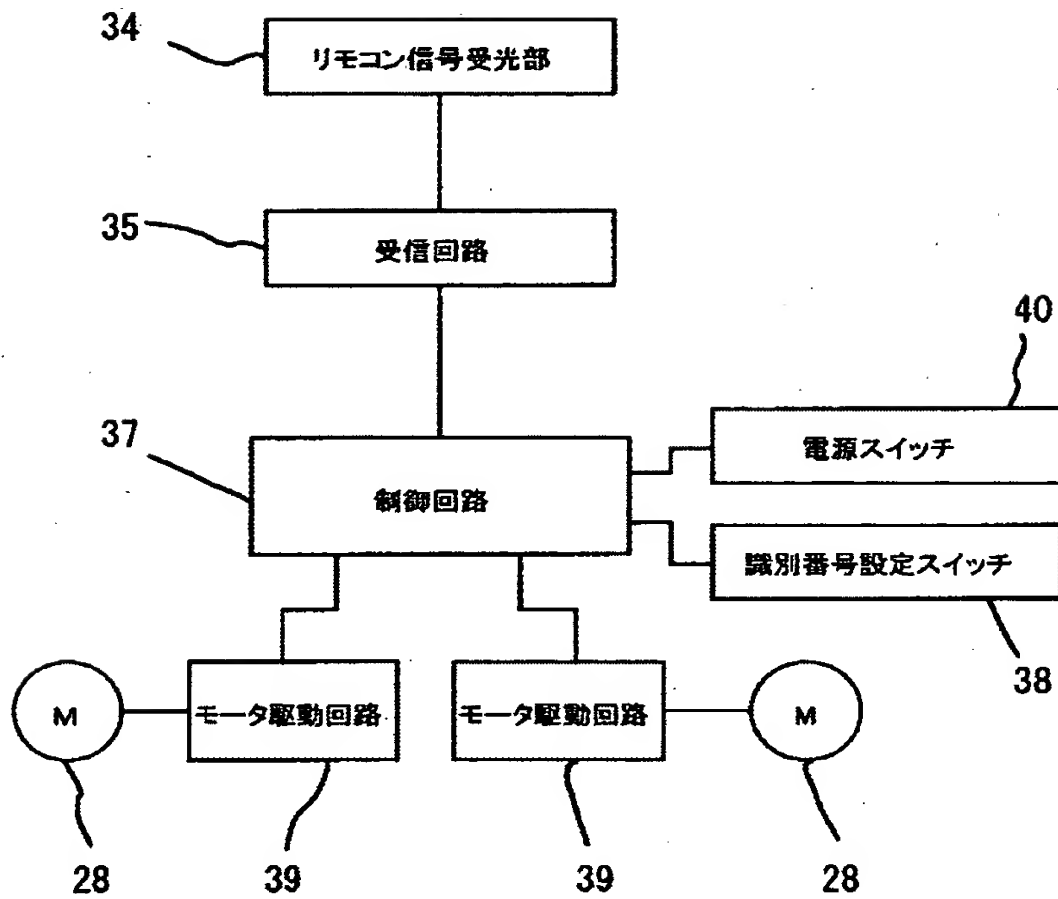 34
リモコン信号受光部
35
受信回路
40
電源スイッチ
37
制御回路
識別番号設定スイッチ
38
M
モータ駆動回路
モータ駆動回路
M
28
39
39
28